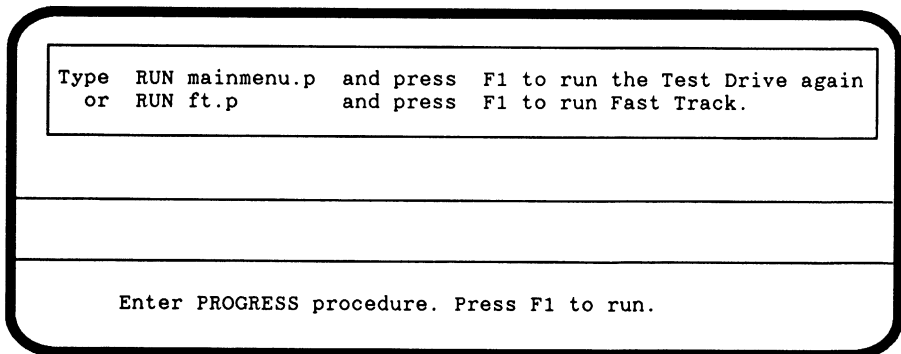 Type RUN mainmenu.p and press F1 to run the Test Drive again
or RUN ft.p and press F1 to run Fast Track.
Enter PROGRESS procedure. Press F1 to run.